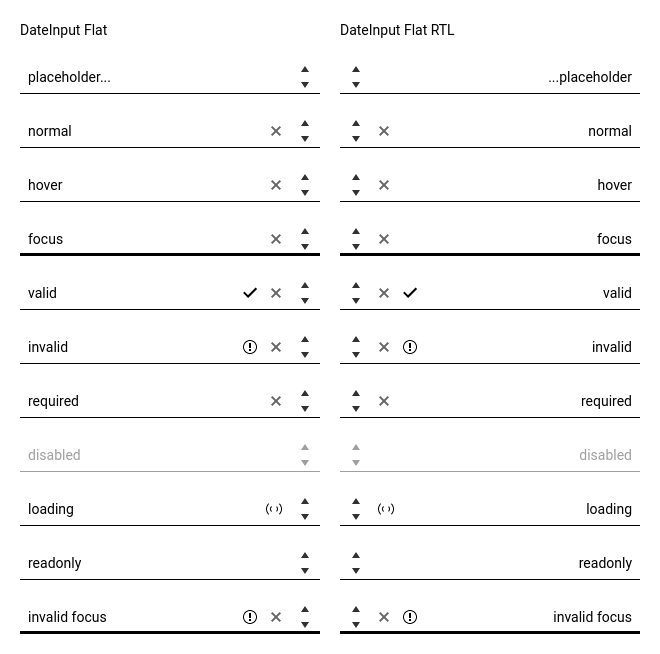 DateInput Flat
placeholder...
normal
hover
focus
valid
invalid
required
disabled
loading
readonly
invalid focus
DateInput Flat RTL
...placeholder
normal
hover
focus
valid
invalid
required
disabled
loading
readonly
invalid focus